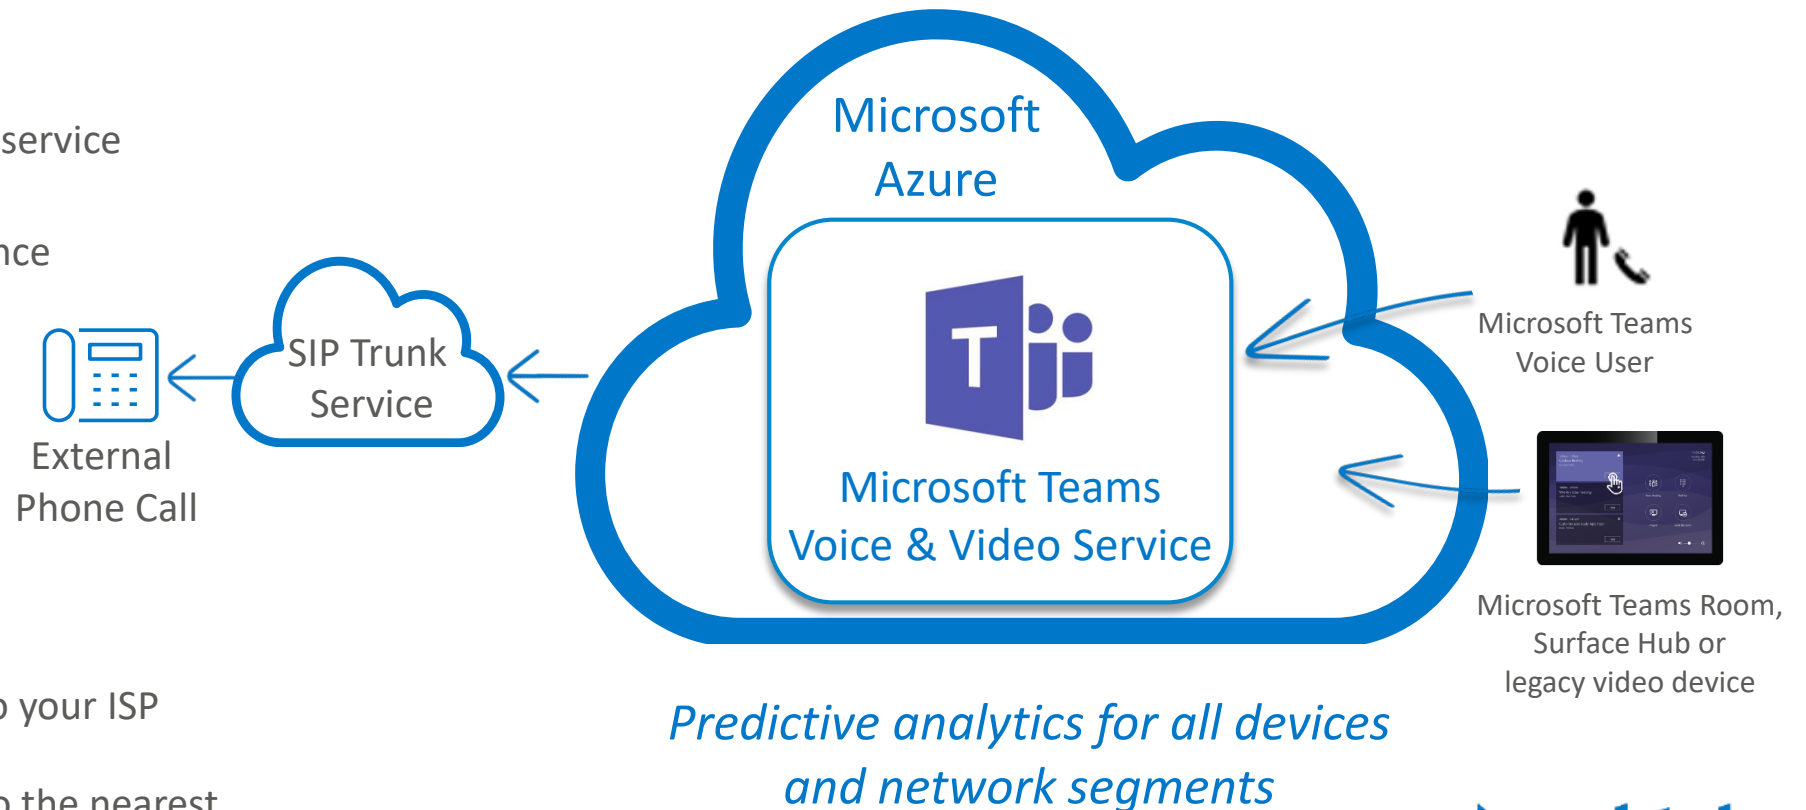 service
nce
Microsoft
Azure
SIP Trunk
Service
External
Phone Call
T
Microsoft Teams
Voice & Video Service
Microsoft Teams
Voice User
Microsoft Teams Room,
Surface Hub or
legacy video device
your ISP
the nearest
Predictive analytics for all devices
and network segments